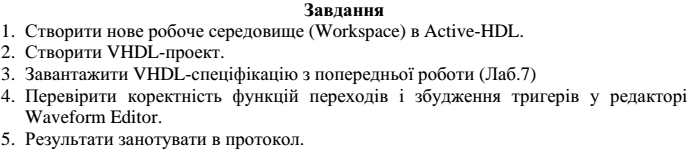 Завдання
1. Створити нове робоче середовище (Workspace) в Active-HDL.
2. Створити VHDL-проект.
3. Завантажити VHDL-специфікацію з попередньої роботи (Лаб.7)
4. Перевірити коректність функцій переходів і збудження тригерів у редакторі
Waveform Editor.
5. Результати занотувати в протокол.